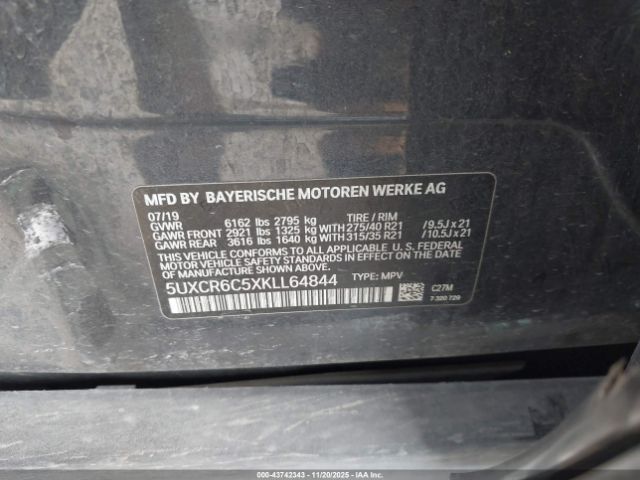 MFD BY BAYERISCHE MOTOREN WERKE AG
07/19
GVWR 6162 lbs 2795 kg TIRE / RIM
GAWR FRONT 2921 lbs 1325 kg WITH 275/40 R21 /9.5J x 21
GAWR REAR 3616 lbs 1640 kg WITH 315/35 R21 /10.5J x 21
THIS VEHICLE CONFORMS TO ALL APPLICABLE U. S. FEDERAL
MOTOR VEHICLE SAFETY STANDARDS IN EFFECT ON THE
DATE OF MANUFACTURE SHOWN ABOVE.
5UXCR6C5XKLL64844 TYPE: MPV
C27M
7 320 729
000-43742343 - 11/20/2025 - IAAI.COM